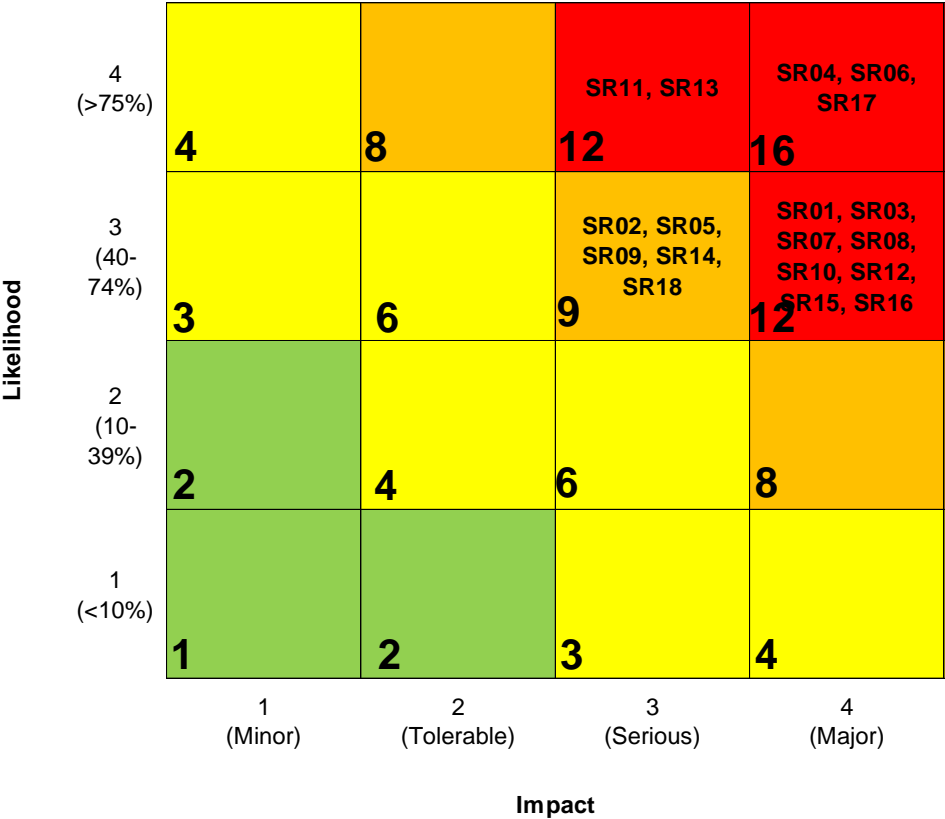 Likelihood
4
(>75%)
SR11, SR13
SR04, SR06,
SR17
4
8
12
16
3
(40-
74%)
SR02, SR05,
SR09, SR14,
SR18
SR01, SR03,
SR07, SR08,
SR10, SR12,
SR15, SR16
3
6
9
12
2
(10-
39%)
2
4
6
8
1
(<10%)
1
2
3
4
1
(Minor)
2
(Tolerable)
3
(Serious)
4
(Major)
Impact